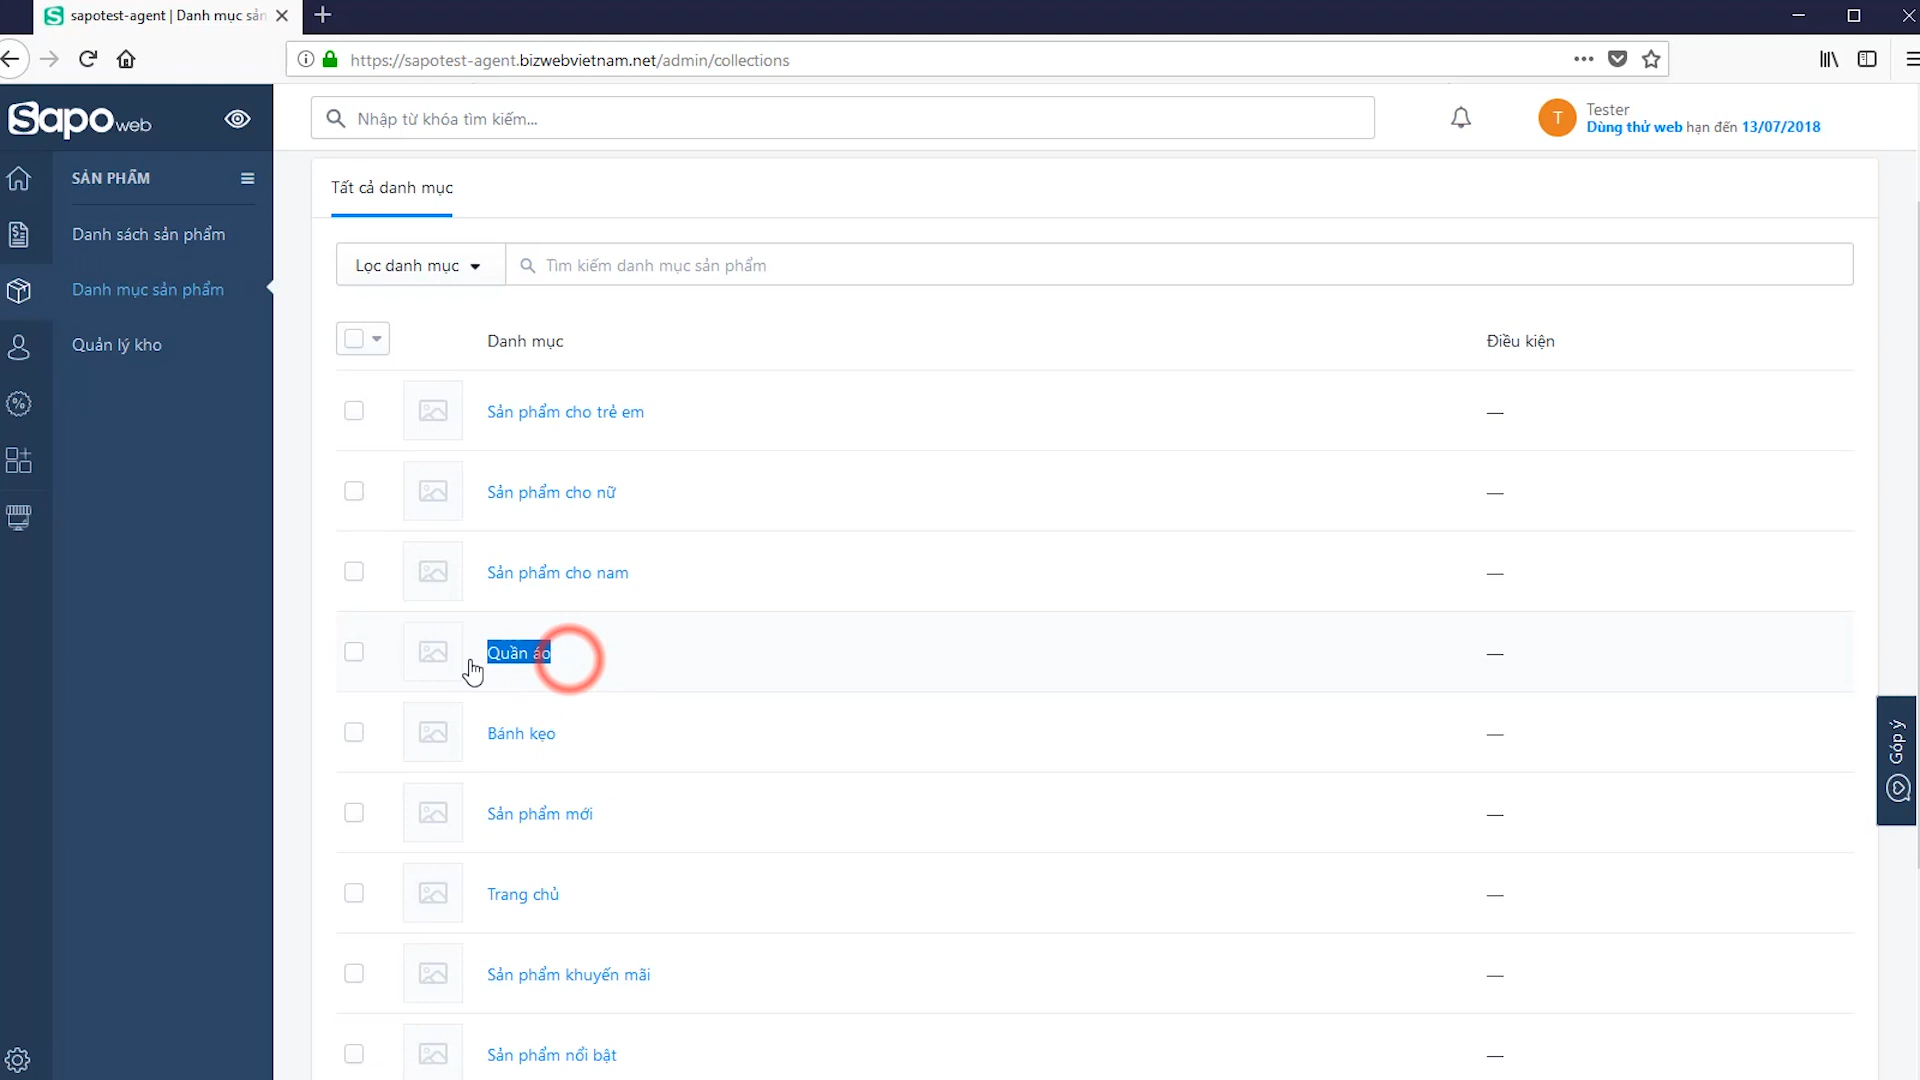 sapotest-agent | Danh mục sản
https://sapotest-agent.bizwebvietnam.net/admin/collections
Sapo web
Nhập từ khóa tìm kiếm...
T
Tester
Dùng thử web hạn đến 13/07/2018
SẢN PHẨM
Danh sách sản phẩm
Danh mục sản phẩm
Quản lý kho
Tất cả danh mục
Lọc danh mục
Tìm kiếm danh mục sản phẩm
Danh mục
Điều kiện
Sản phẩm cho trẻ em
—
Sản phẩm cho nữ
—
Sản phẩm cho nam
—
Quần áo
—
Bánh kẹo
—
Sản phẩm mới
—
Trang chủ
—
Sản phẩm khuyến mãi
—
Sản phẩm nổi bật
—
Góp ý